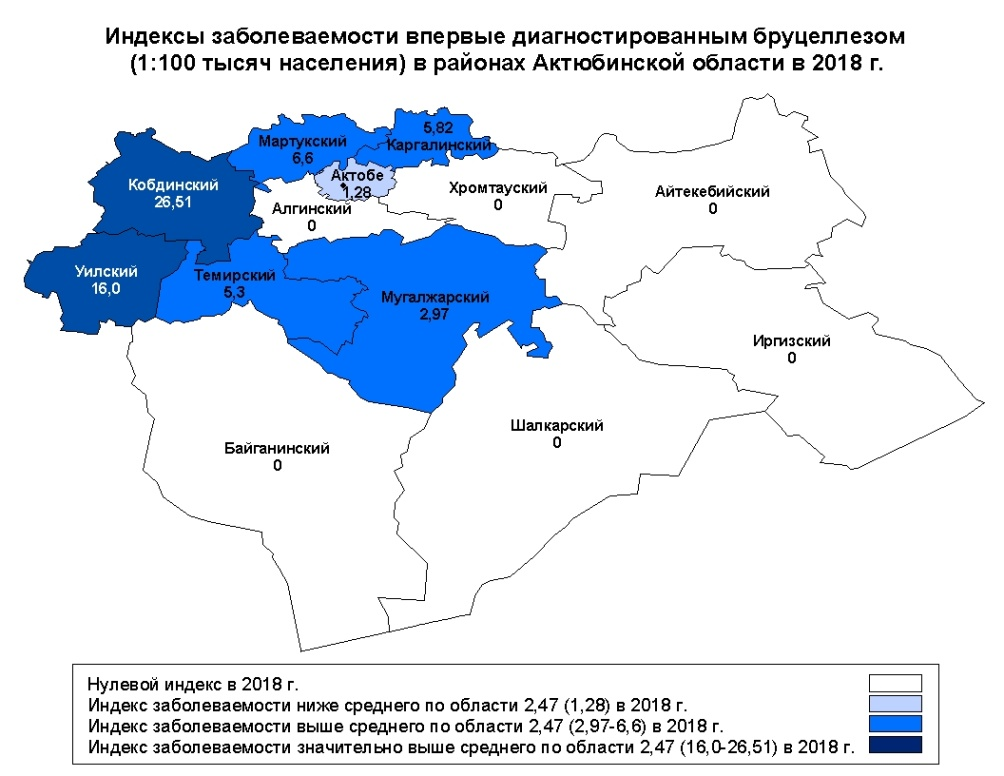 Индексы заболеваемости впервые диагностированным бруцеллезом
(1:100 тысяч населения) в районах Актюбинской области в 2018 г.
5,82
Каргалинский
Мартукский
6,6
Актобе
1,28
Кобдинский
26,51
Хромтауский
0
Айтекебийский
0
Алгинский
0
Уилский
16,0
Темирский
5,3
Мугалжарский
2,97
Иргизский
0
Шалкарский
0
Байганинский
0
Нулевой индекс в 2018 г.
Индекс заболеваемости ниже среднего по области 2,47 (1,28) в 2018 г.
Индекс заболеваемости выше среднего по области 2,47 (2,97-6,6) в 2018 г.
Индекс заболеваемости значительно выше среднего по области 2,47 (16,0-26,51) в 2018 г.